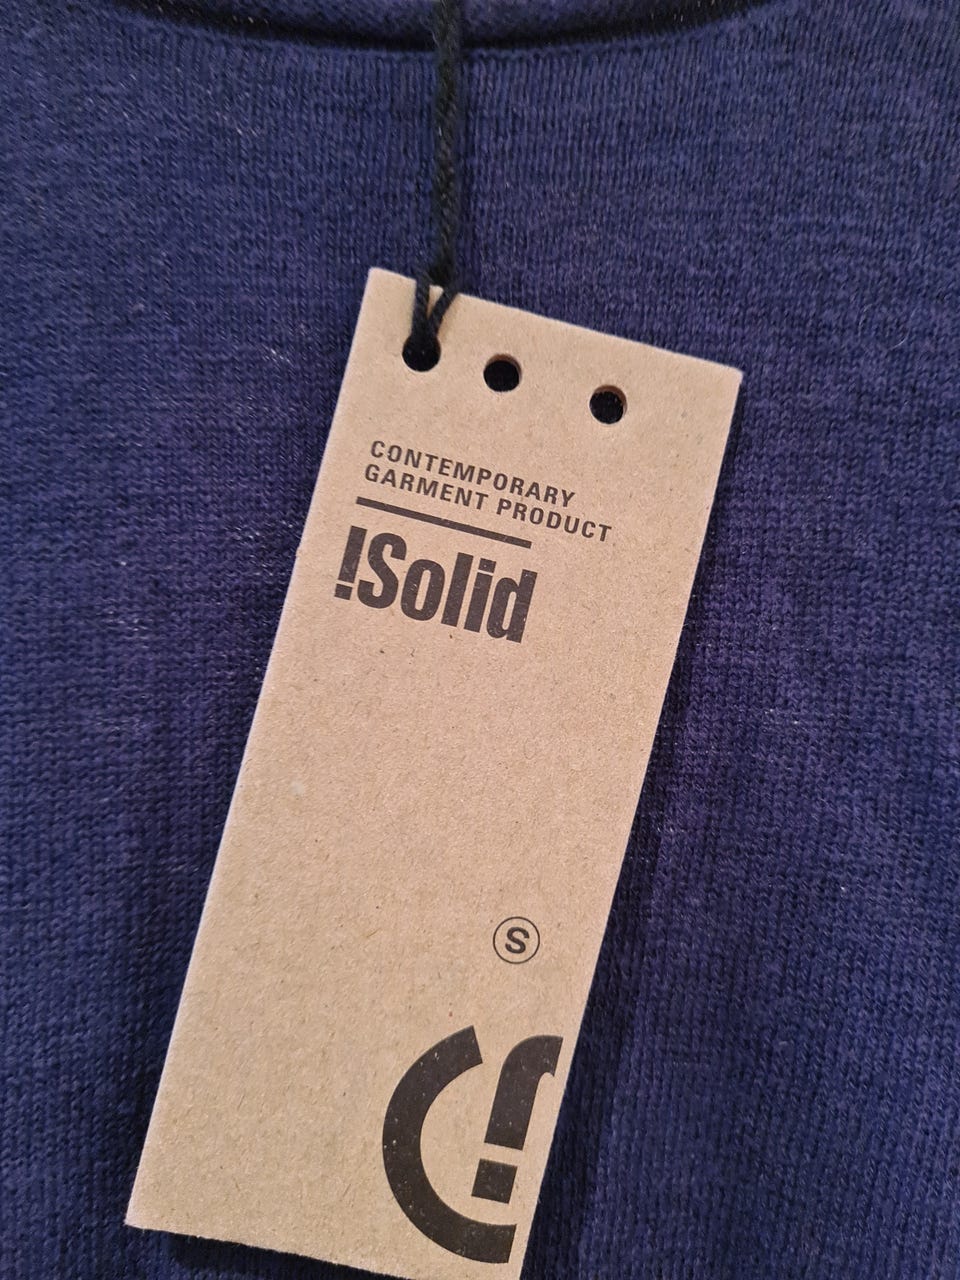 CONTEMPORARY
GARMENT PRODUCT
!Solid
S